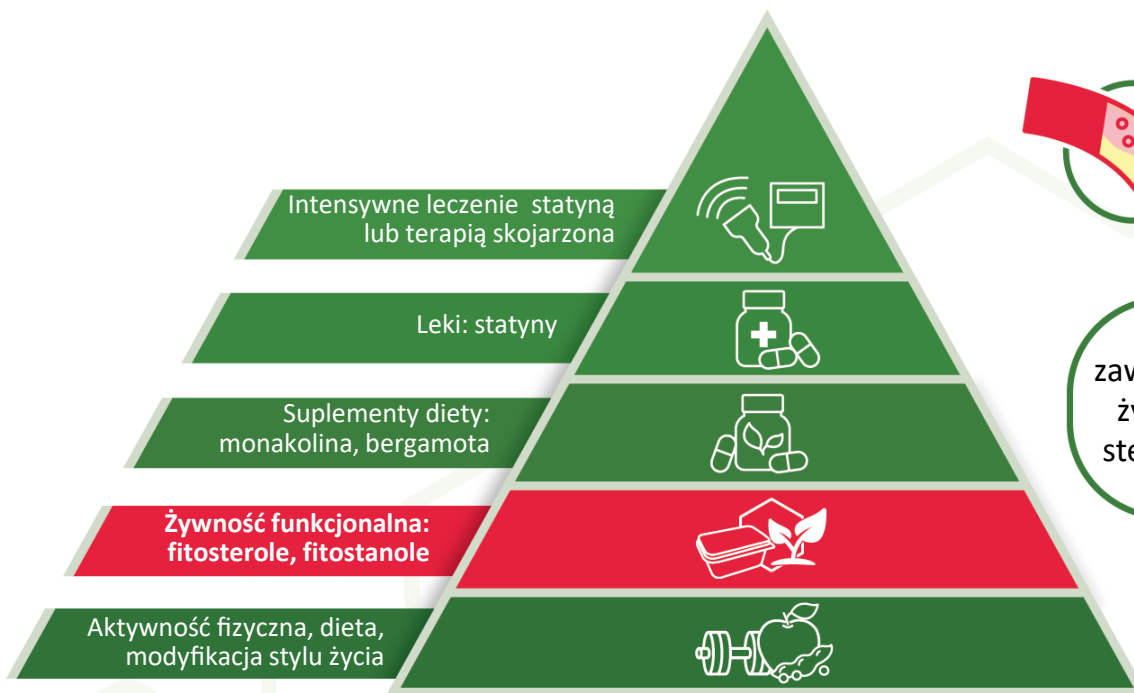 Intensywne leczenie statyną
lub terapią skojarzona
Leki: statyny
Suplementy diety:
monakolina, bergamota
Żywność funkcjonalna:
fitosterole, fitostanole
Aktywność fizyczna, dieta,
modyfikacja stylu życia